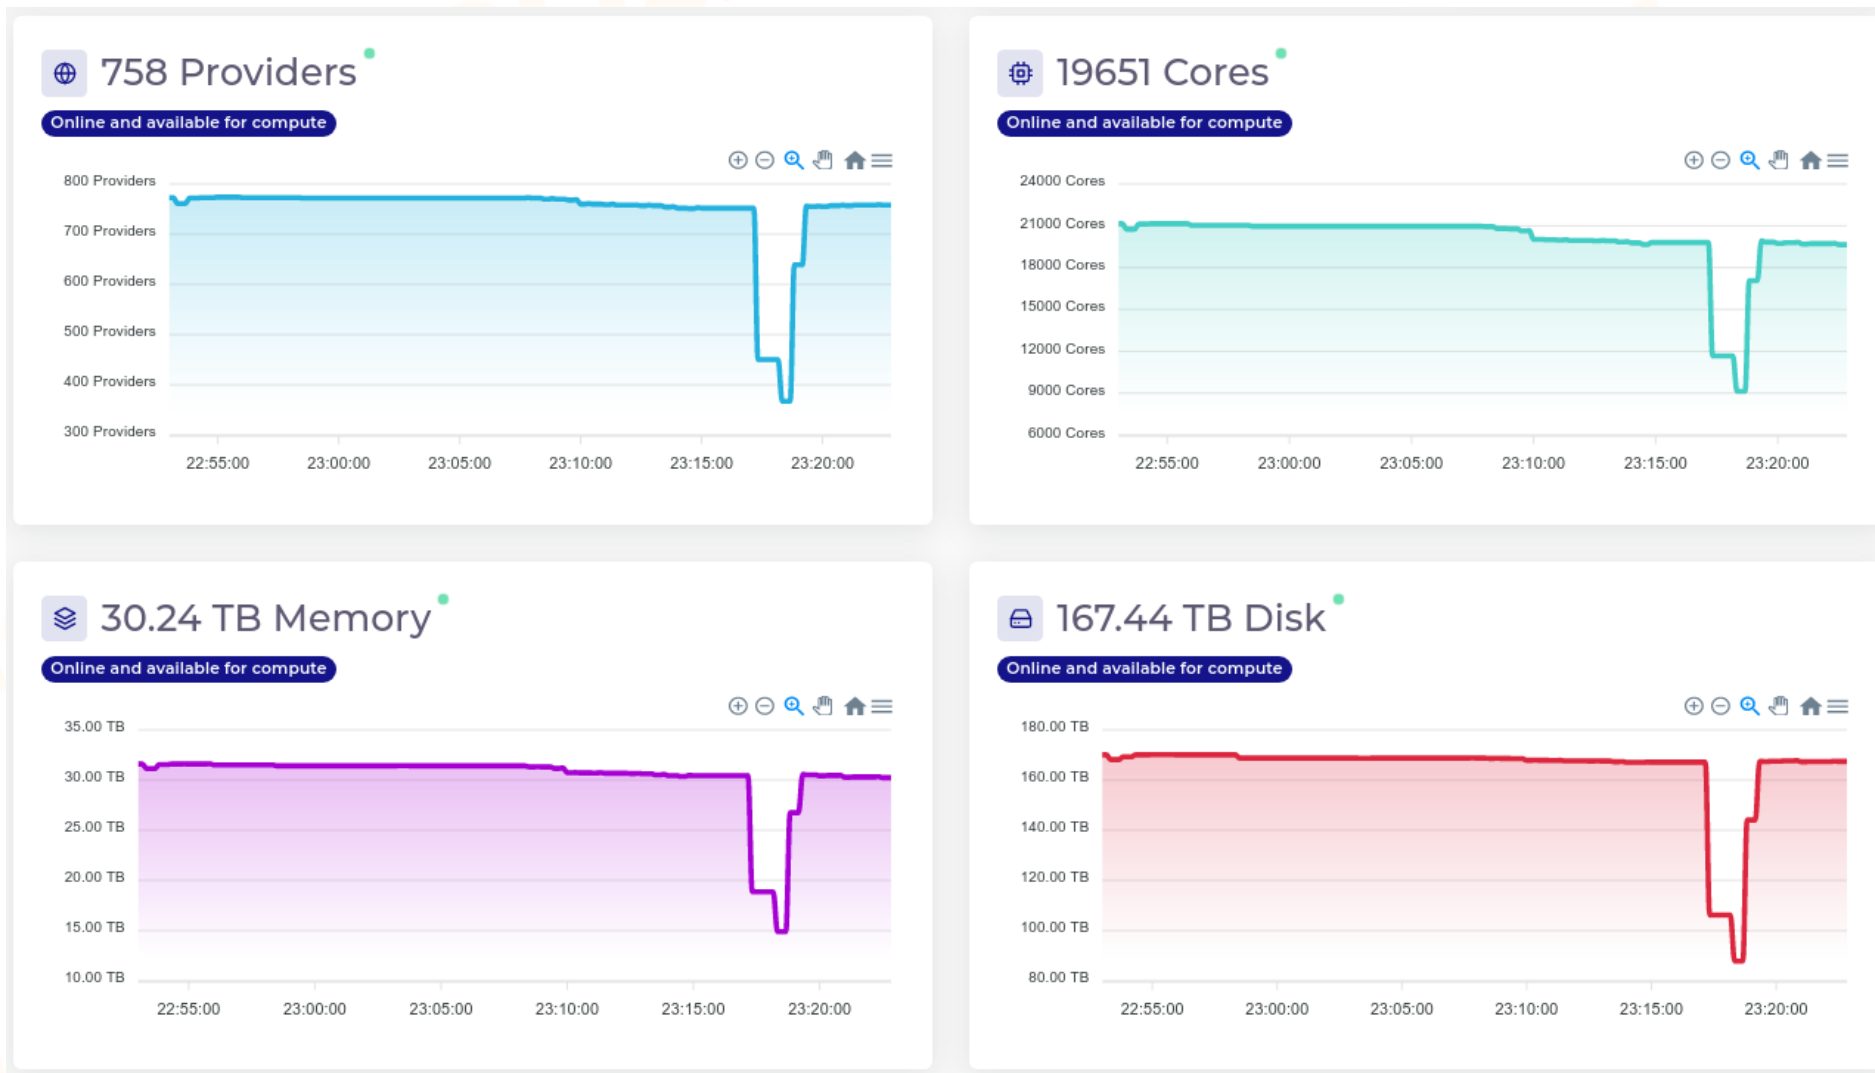 758 Providers
Online and available for compute
800 Providers
700 Providers
600 Providers
500 Providers
400 Providers
300 Providers
22:55:00 23:00:00 23:05:00 23:10:00 23:15:00 23:20:00
19651 Cores
Online and available for compute
24000 Cores
21000 Cores
18000 Cores
15000 Cores
12000 Cores
9000 Cores
6000 Cores
22:55:00 23:00:00 23:05:00 23:10:00 23:15:00 23:20:00
30.24 TB Memory
Online and available for compute
35.00 TB
30.00 TB
25.00 TB
20.00 TB
15.00 TB
10.00 TB
22:55:00 23:00:00 23:05:00 23:10:00 23:15:00 23:20:00
167.44 TB Disk
Online and available for compute
180.00 TB
160.00 TB
140.00 TB
120.00 TB
100.00 TB
80.00 TB
22:55:00 23:00:00 23:05:00 23:10:00 23:15:00 23:20:00